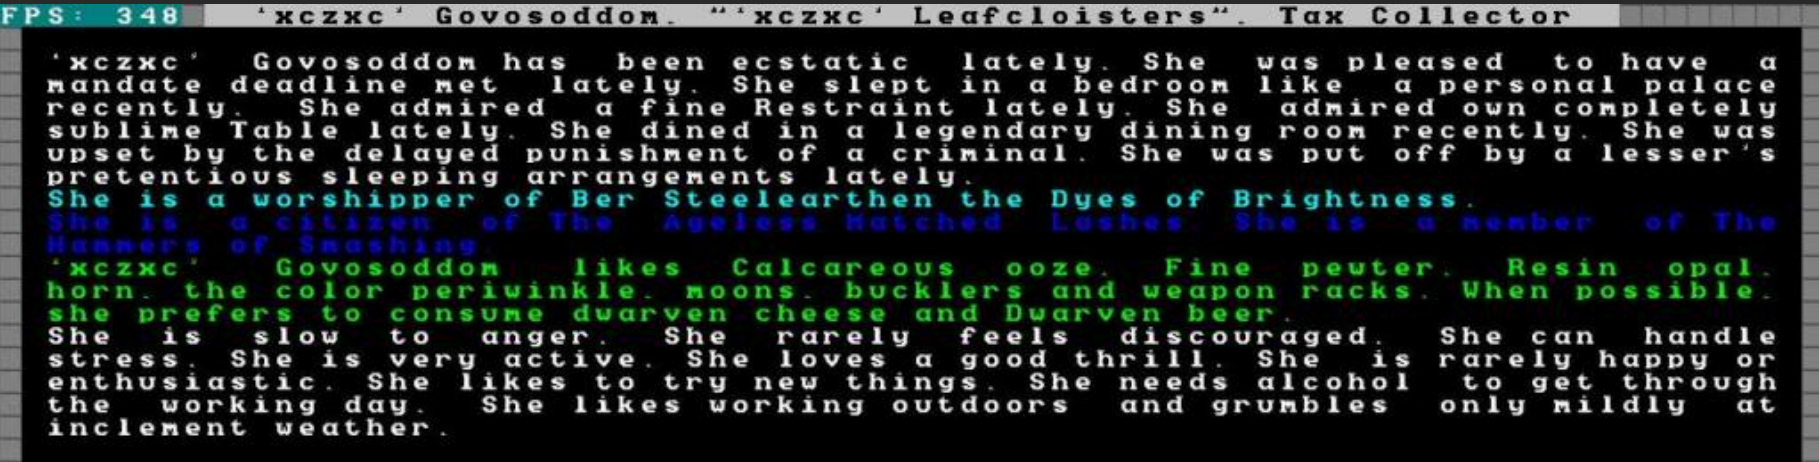 FPS: 348 'xczxc' Govosoddom, "'xczxc' Leafcloisters", Tax Collector
'xczxc' Govosoddom has been ecstatic lately. She was pleased to have a
mandate deadline met lately. She slept in a bedroom like a personal palace
recently. She admired a fine Restraint lately. She admired own completely
sublime Table lately. She dined in a legendary dining room recently. She was
upset by the delayed punishment of a criminal. She was put off by a lesser's
pretentious sleeping arrangements lately.
She is a worshipper of Ber Steelearthen the Dyes of Brightness.
She is a citizen of The Ageless Matched Lashes. She is a member of The
Hammers of Smashing.
'xczxc' Govosoddom likes Calcareous ooze, Fine pewter, Resin opal,
horn, the color periwinkle, moons, bucklers and weapon racks. When possible,
she prefers to consume dwarven cheese and Dwarven beer.
She is slow to anger. She rarely feels discouraged. She can handle
stress. She is very active. She loves a good thrill. She is rarely happy or
enthusiastic. She likes to try new things. She needs alcohol to get through
the working day. She likes working outdoors and grumbles only mildly at
inclement weather.